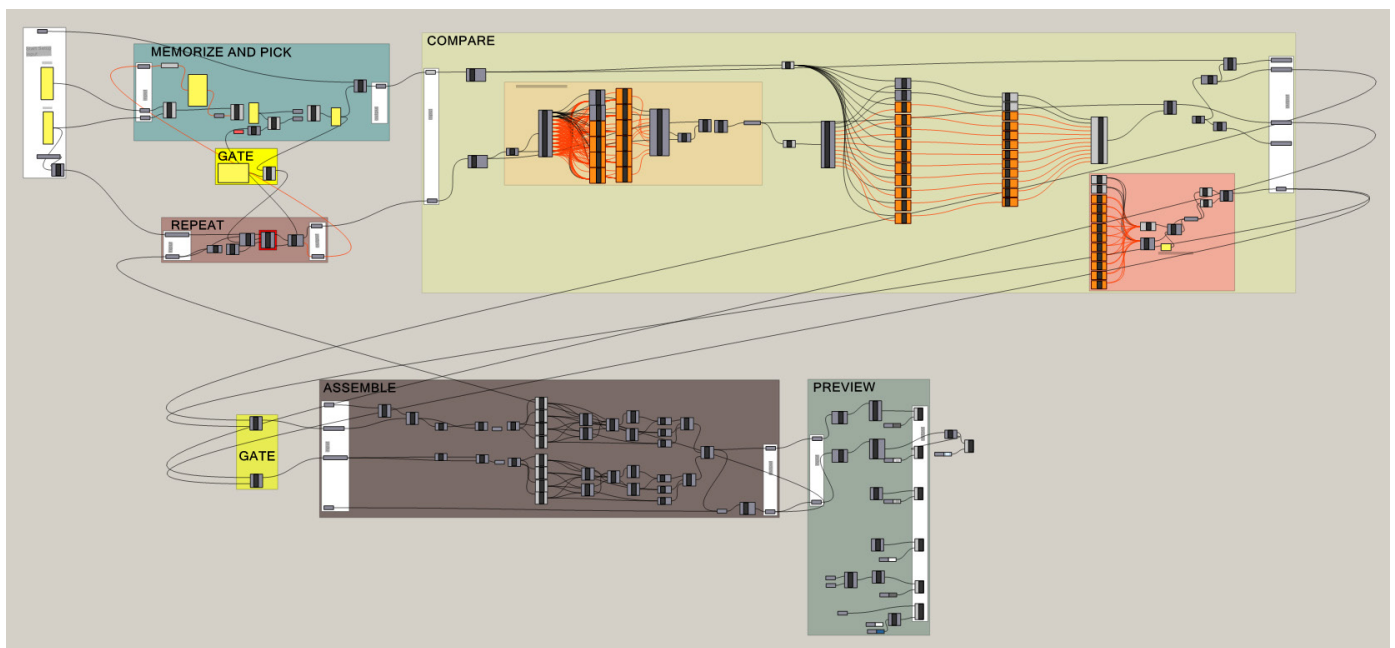 MEMORIZE AND PICK
COMPARE
GATE
REPEAT
ASSEMBLE
PREVIEW
GATE